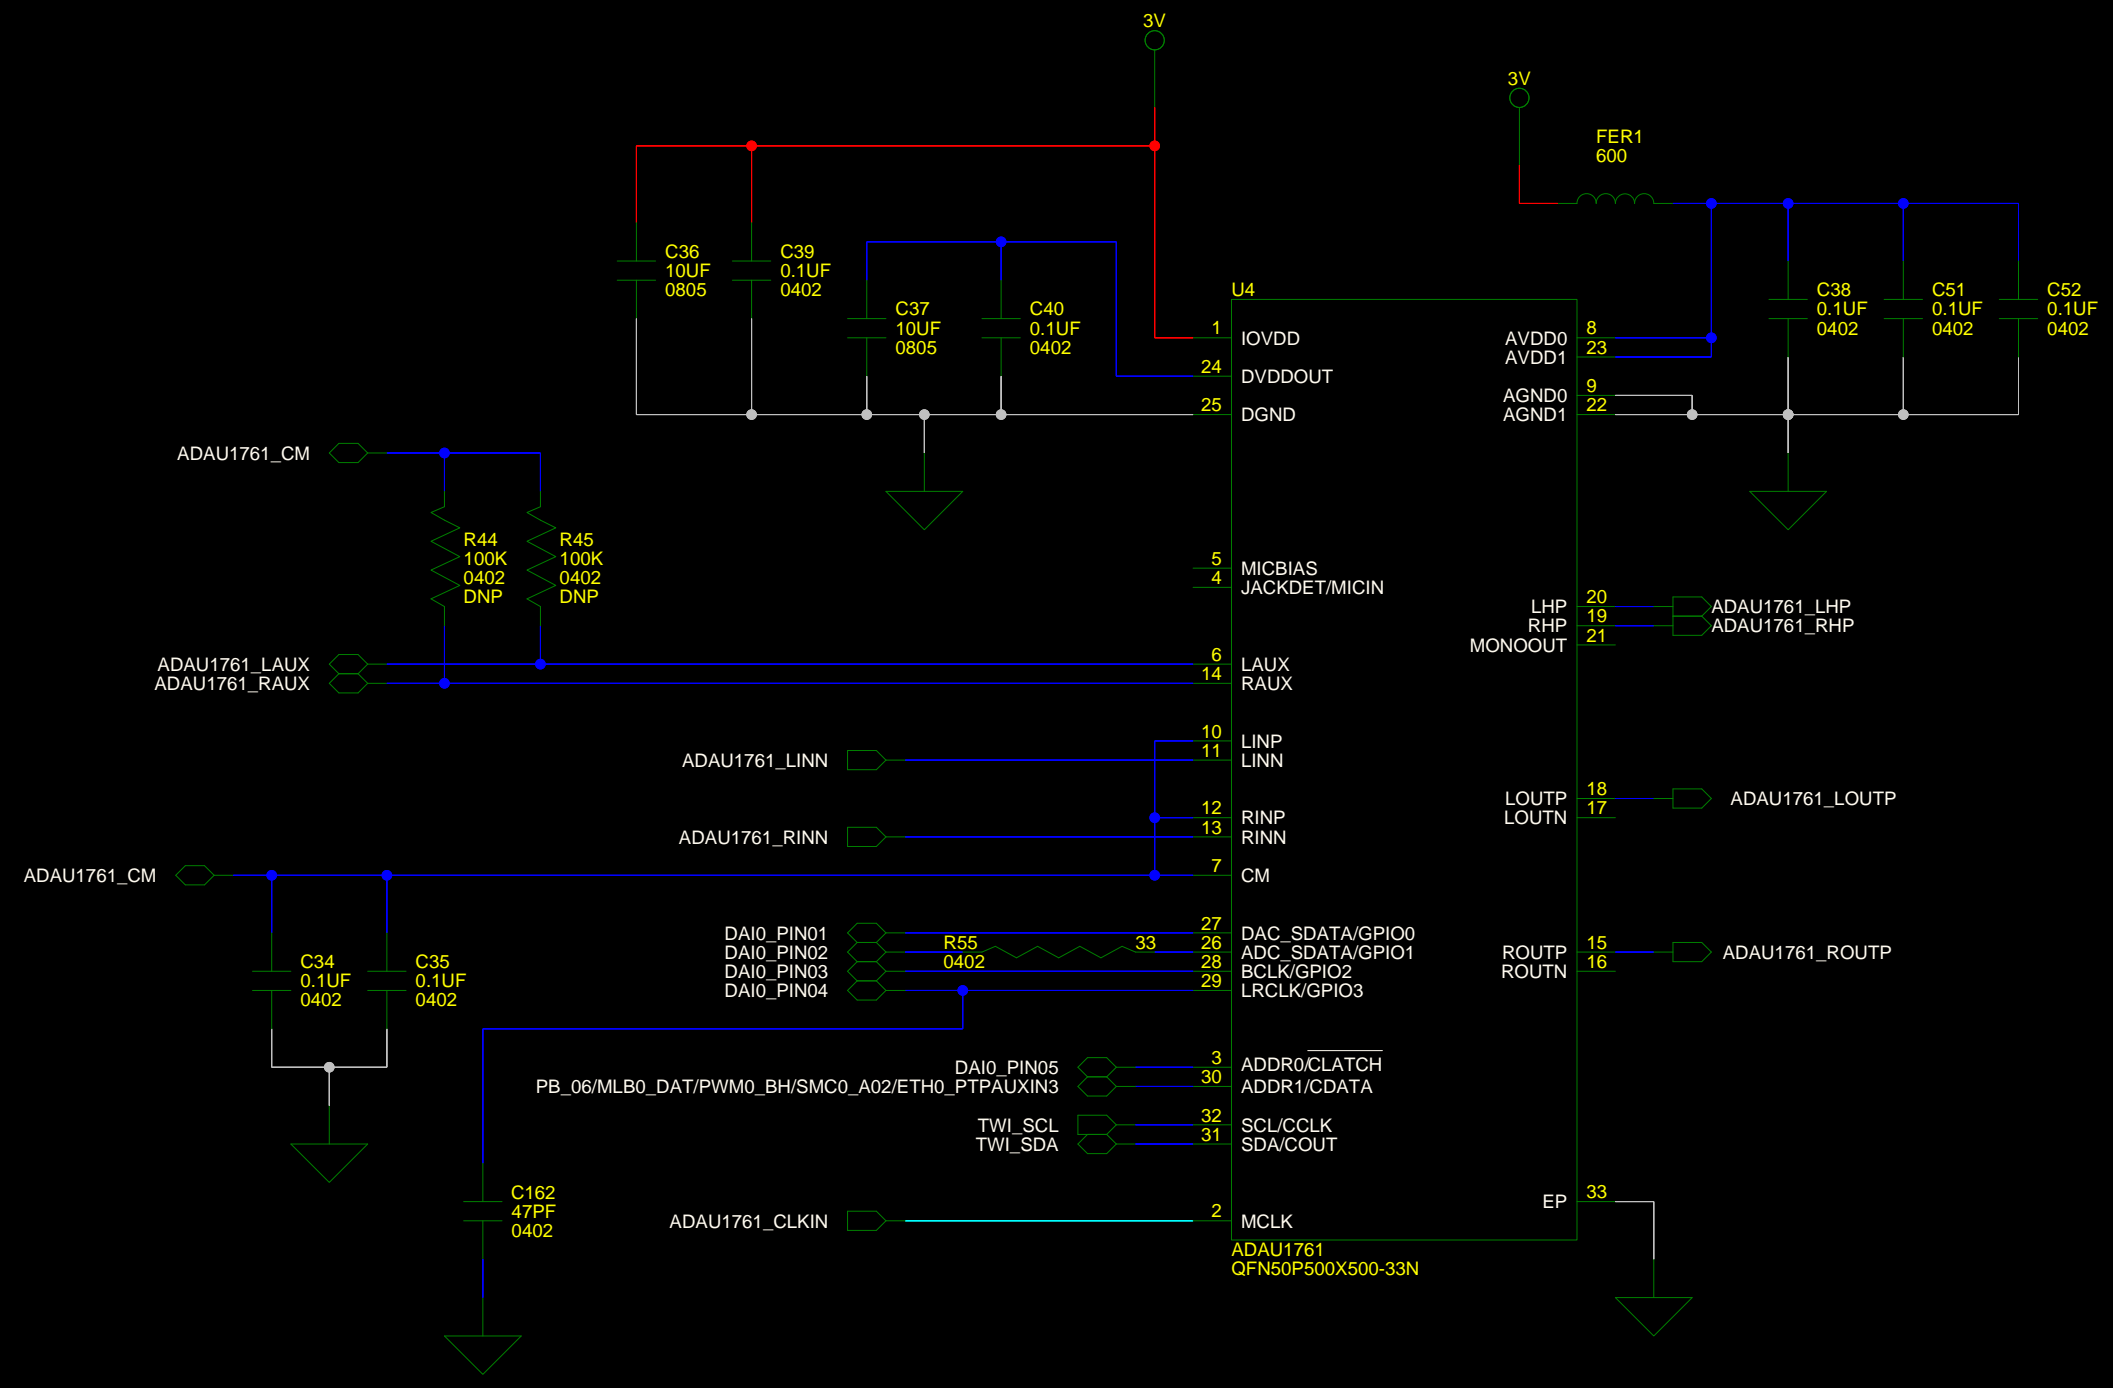 3V
3V
FER1
600
C36
10UF
0805
C39
0.1UF
0402
C37
10UF
0805
C40
0.1UF
0402
C38
0.1UF
0402
C51
0.1UF
0402
C52
0.1UF
0402
U4
1 IOVDD
24 DVDDOUT
25 DGND
AVDD0 8
AVDD1 23
AGND0 9
AGND1 22
ADAU1761_CM
R44
100K
0402
DNP
R45
100K
0402
DNP
5 MICBIAS
4 JACKDET/MICIN
LHP 20 ADAU1761_LHP
RHP 19 ADAU1761_RHP
MONOOUT 21
ADAU1761_LAUX 6 LAUX
ADAU1761_RAUX 14 RAUX
10 LINP
ADAU1761_LINN 11 LINN
12 RINP
ADAU1761_RINN 13 RINN
LOUTP 18 ADAU1761_LOUTP
LOUTN 17
ADAU1761_CM 7 CM
C34
0.1UF
0402
C35
0.1UF
0402
DAI0_PIN01 27 DAC_SDATA/GPIO0
DAI0_PIN02 R55 33 26 ADC_SDATA/GPIO1
0402
DAI0_PIN03 28 BCLK/GPIO2
DAI0_PIN04 29 LRCLK/GPIO3
ROUTP 15 ADAU1761_ROUTP
ROUTN 16
DAI0_PIN05 3 ADDR0/CLATCH
PB_06/MLB0_DAT/PWM0_BH/SMC0_A02/ETH0_PTPAUXIN3 30 ADDR1/CDATA
TWI_SCL 32 SCL/CCLK
TWI_SDA 31 SDA/COUT
C162
47PF
0402
ADAU1761_CLKIN 2 MCLK
EP 33
ADAU1761
QFN50P500X500-33N